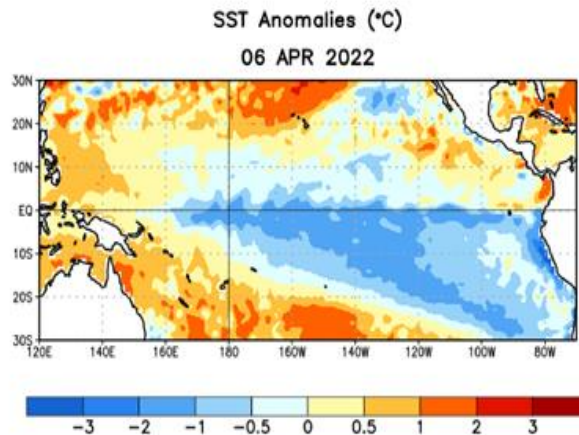 SST Anomalies (°C)
06 APR 2022
30N
20N
10N
EQ
10S
20S
30S
120E 140E 160E 180 160W 140W 120W 100W 80W
-3 -2 -1 -0.5 0 0.5 1 2 3